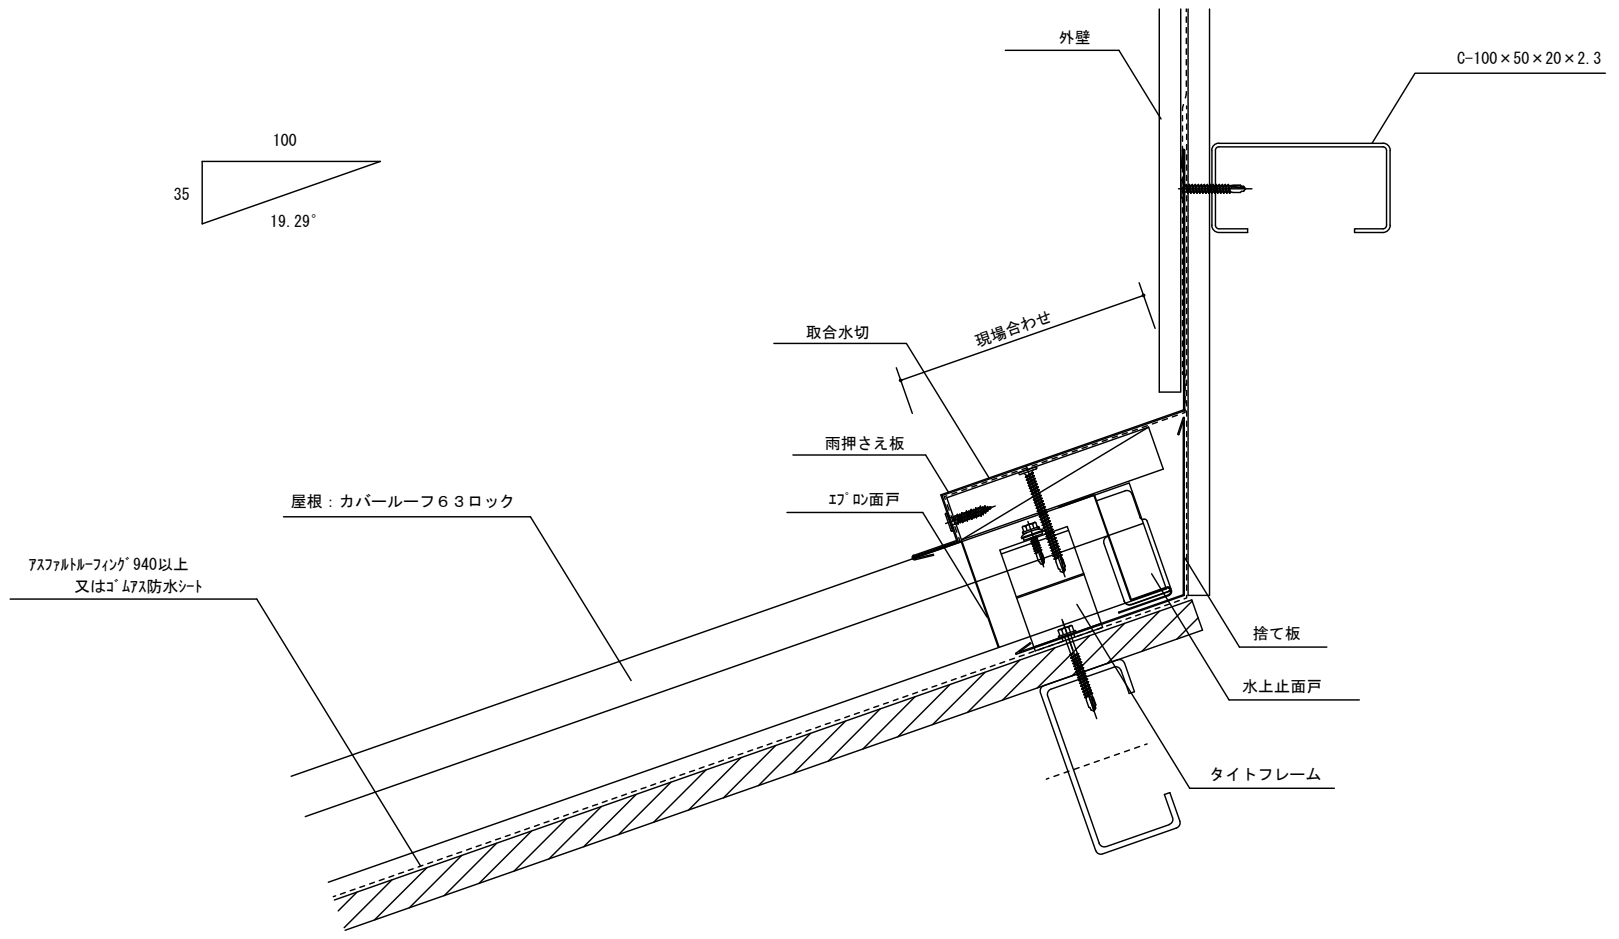 外壁
C-100×50×20×2.3
100
35
19.29°
現場合わせ
取合水切
雨押さえ板
ｴﾌﾟﾛﾝ面戸
屋根：カバールーフ６３ロック
ｱｽﾌｧﾙﾄﾙｰﾌｨﾝｸﾞ940以上
又はｺﾞﾑｱｽ防水ｼｰﾄ
捨て板
水上止面戸
タイトフレーム